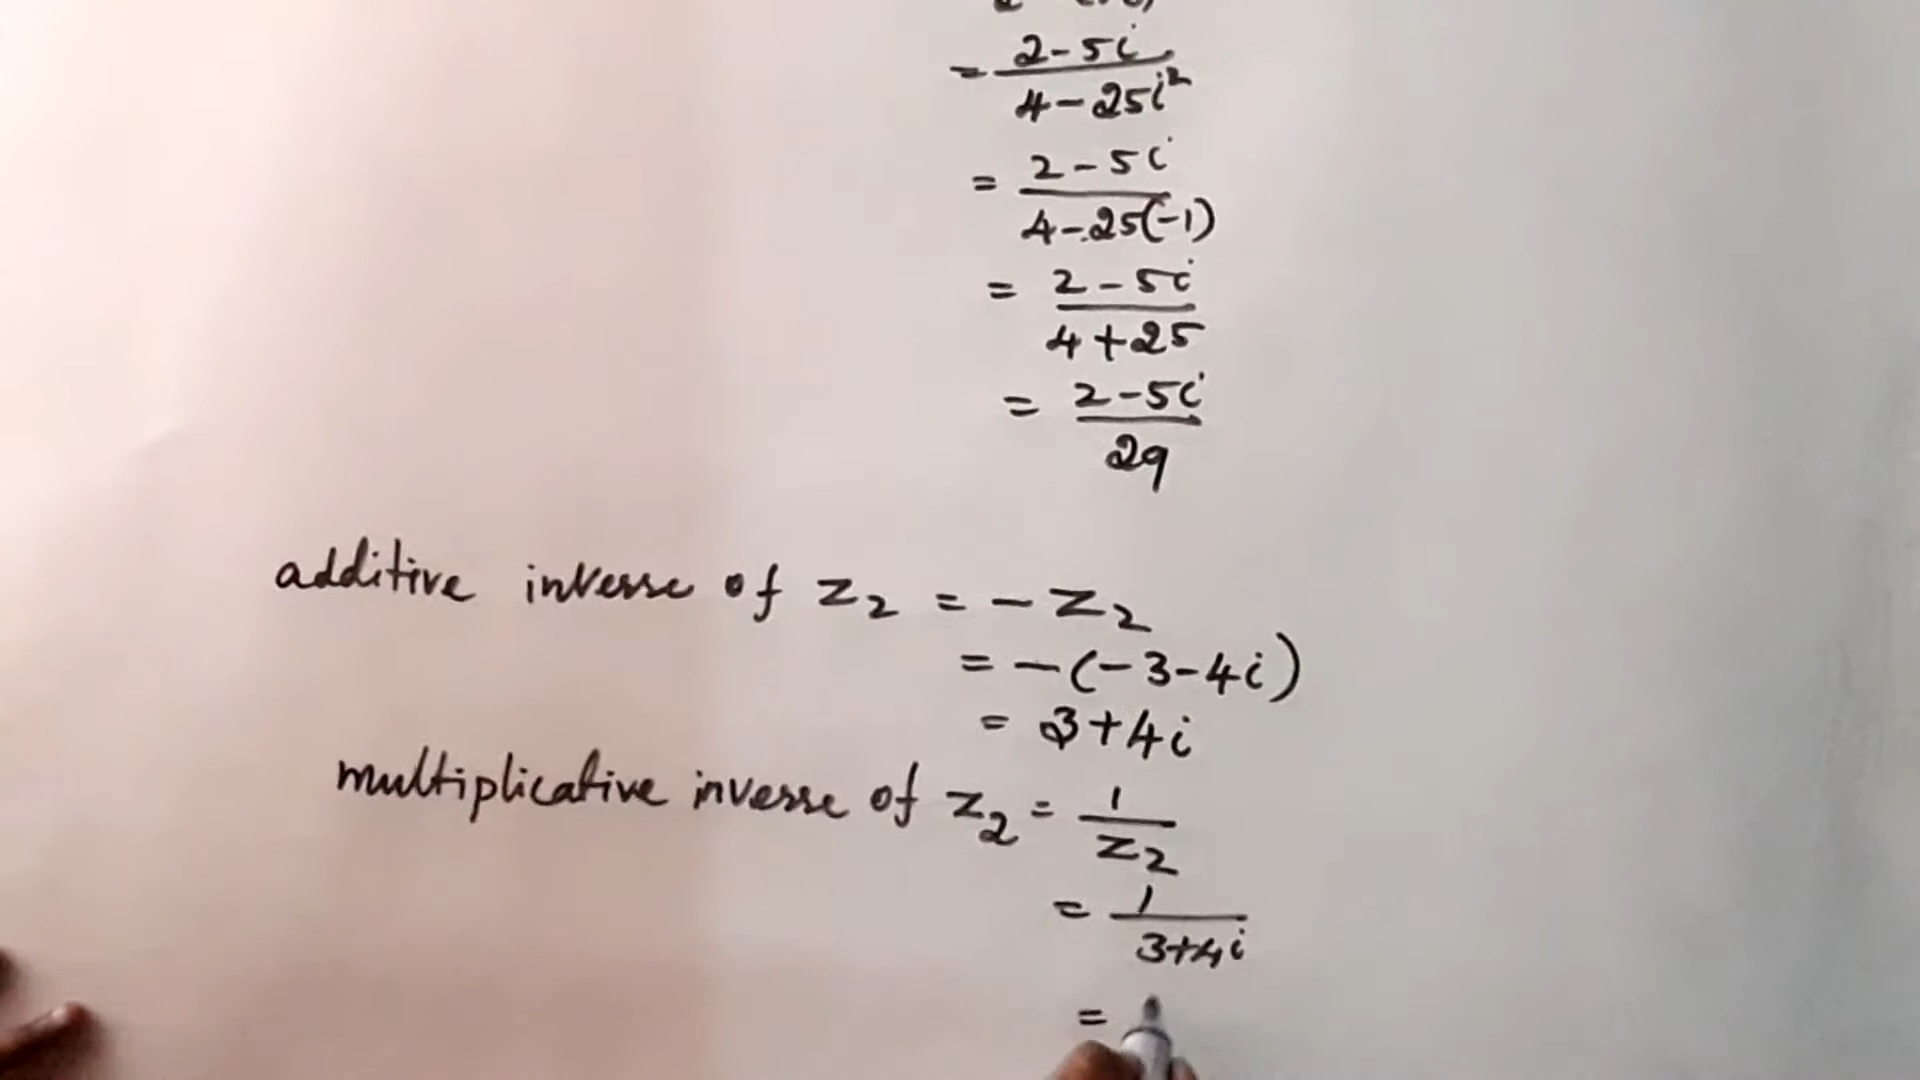 = 2-5i / 4-25i²
= 2-5i / 4-25(-1)
= 2-5i / 4+25
= 2-5i / 29
additive inverse of z₂ = -z₂
= -(-3-4i)
= 3+4i
multiplicative inverse of z₂ = 1 / z₂
= 1 / 3+4i
=